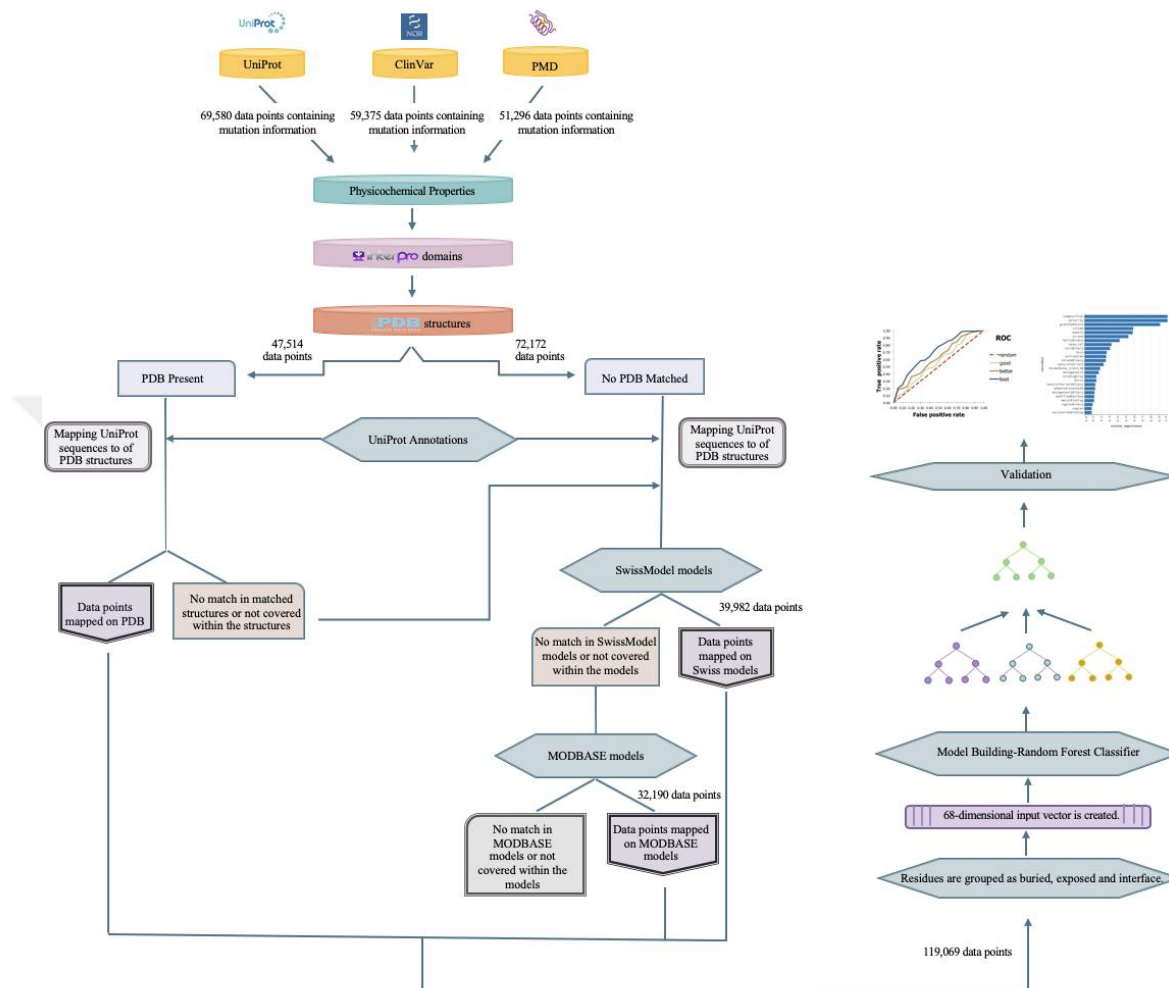 UniProt
NCBI
UniProt
ClinVar
PMD
69,580 data points containing
mutation information
59,375 data points containing
mutation information
51,296 data points containing
mutation information
Physicochemical Properties
interpro domains
PDB structures
47,514
data points
72,172
data points
PDB Present
No PDB Matched
Mapping UniProt
sequences to of
PDB structures
UniProt Annotations
Mapping UniProt
sequences to of
PDB structures
SwissModel models
Data points
mapped on PDB
No match in matched
structures or not covered
within the structures
39,982 data points
No match in SwissModel
models or not covered
within the models
Data points
mapped on
Swiss models
MODBASE models
32,190 data points
No match in
MODBASE
models or not
covered within the
models
Data points mapped
on MODBASE
models
ROC
random
good
better
best
True positive rate
False positive rate
Validation
Model Building-Random Forest Classifier
68-dimensional input vector is created.
Residues are grouped as buried, exposed and interface.
119,069 data points